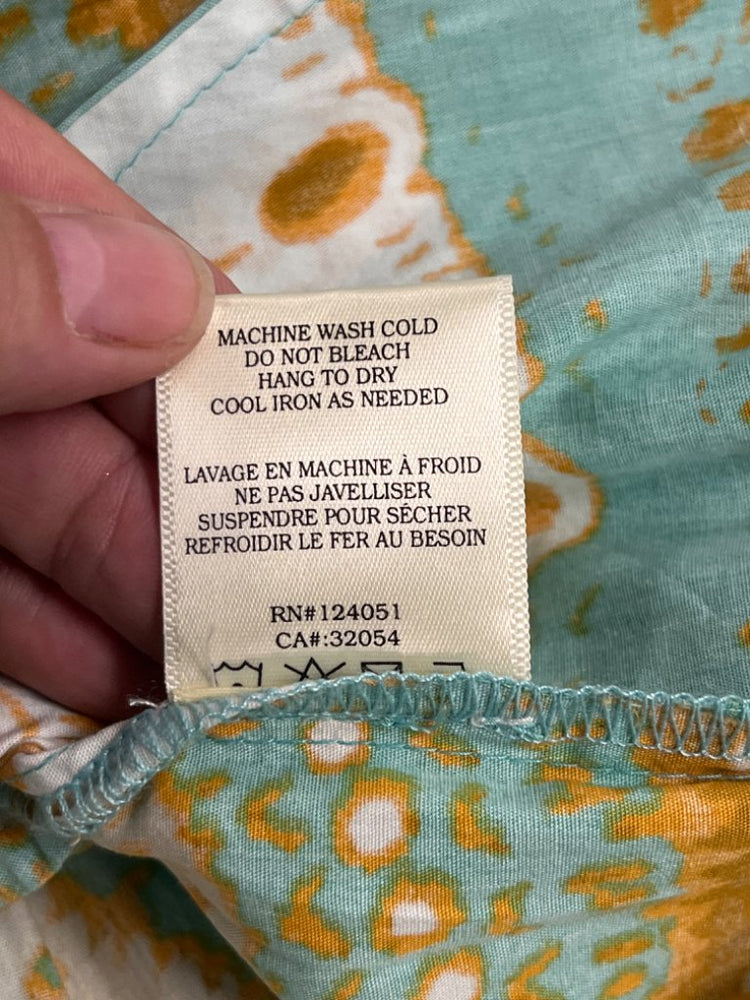 MACHINE WASH COLD
DO NOT BLEACH
HANG TO DRY
COOL IRON AS NEEDED
LAVAGE EN MACHINE À FROID
NE PAS JAVELLISER
SUSPENDRE POUR SÉCHER
REFROIDIR LE FER AU BESOIN
RN#124051
CA#:32054